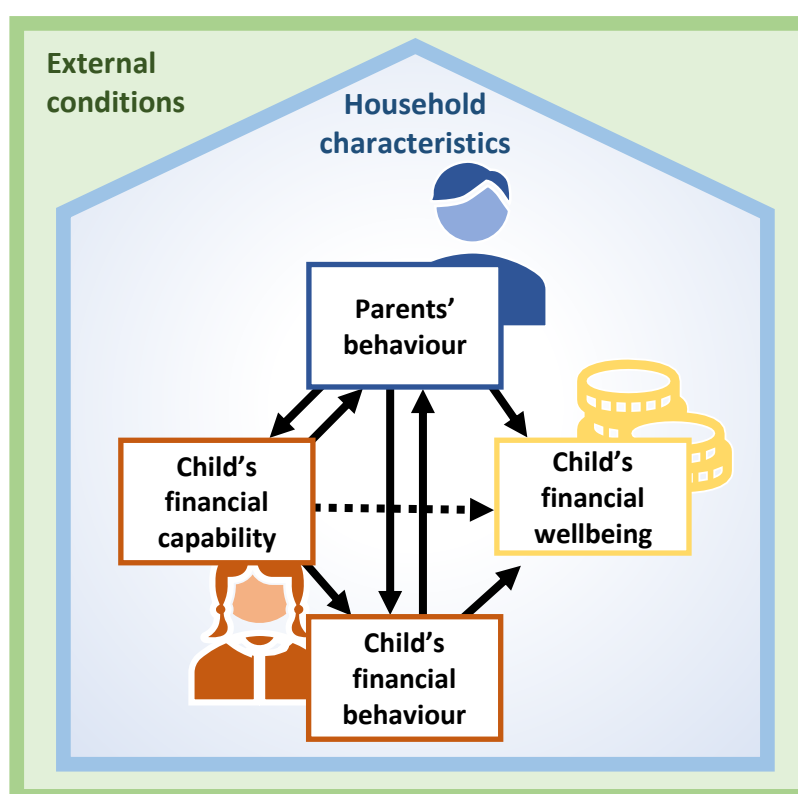 External
conditions
Household
characteristics
Parents’
behaviour
Child’s
financial
capability
Child’s
financial
wellbeing
Child’s
financial
behaviour